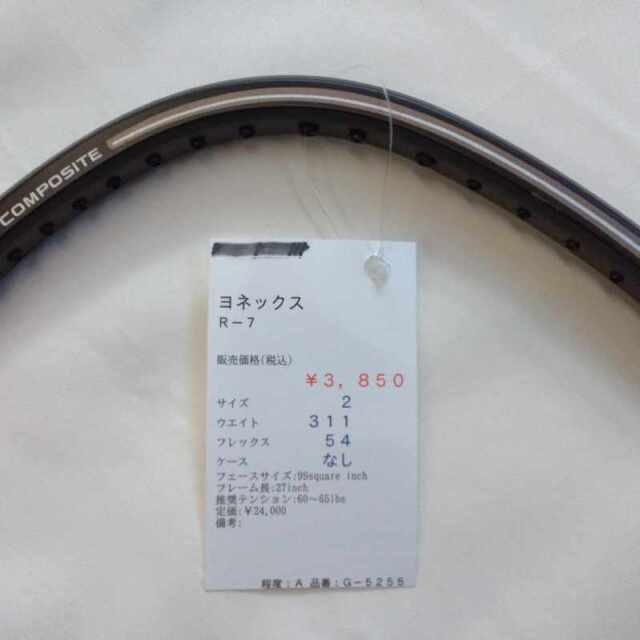 COMPOSITE
ヨネックス
R-7
販売価格(税込)
¥3,850
サイズ 2
ウエイト 311
フレックス 54
ケース なし
フェースサイズ:99square inch
フレーム長:27inch
推奨テンション:60〜65lbs
定価:¥24,000
備考:
程度:A 品番:G-5255